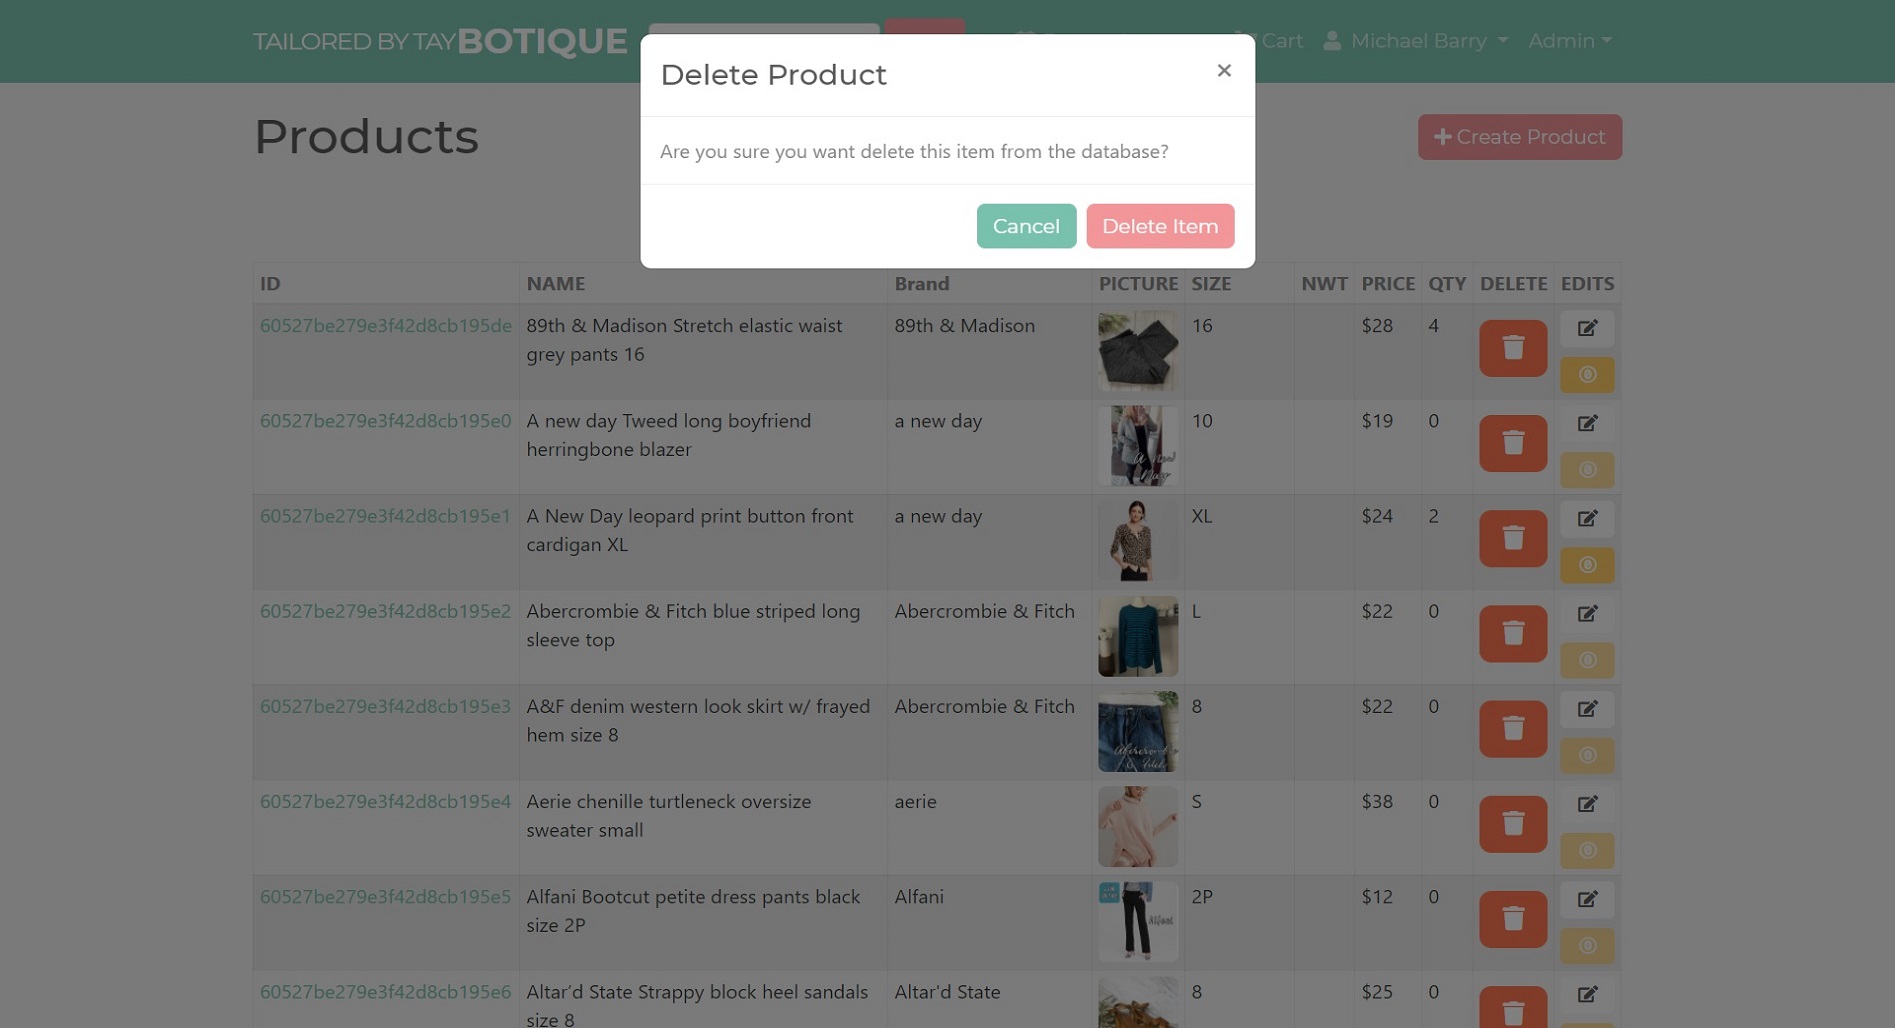 TAILORED BY TAYBOTIQUE Cart Michael Barry Admin
Delete Product ×
Are you sure you want delete this item from the database?
Cancel Delete Item
Products
Create Product
ID NAME Brand PICTURE SIZE NWT PRICE QTY DELETE EDITS
60527be279e3f42d8cb195de 89th & Madison Stretch elastic waist 89th & Madison 16 $28 4
grey pants 16
60527be279e3f42d8cb195e0 A new day Tweed long boyfriend a new day 10 $19 0
herringbone blazer
60527be279e3f42d8cb195e1 A New Day leopard print button front a new day XL $24 2
cardigan XL
60527be279e3f42d8cb195e2 Abercrombie & Fitch blue striped long Abercrombie & Fitch L $22 0
sleeve top
60527be279e3f42d8cb195e3 A&F denim western look skirt w/ frayed Abercrombie & Fitch 8 $22 0
hem size 8
60527be279e3f42d8cb195e4 Aerie chenille turtleneck oversize aerie S $38 0
sweater small
60527be279e3f42d8cb195e5 Alfani Bootcut petite dress pants black Alfani 2P $12 0
size 2P
60527be279e3f42d8cb195e6 Altar’d State Strappy block heel sandals Altar'd State 8 $25 0
size 8